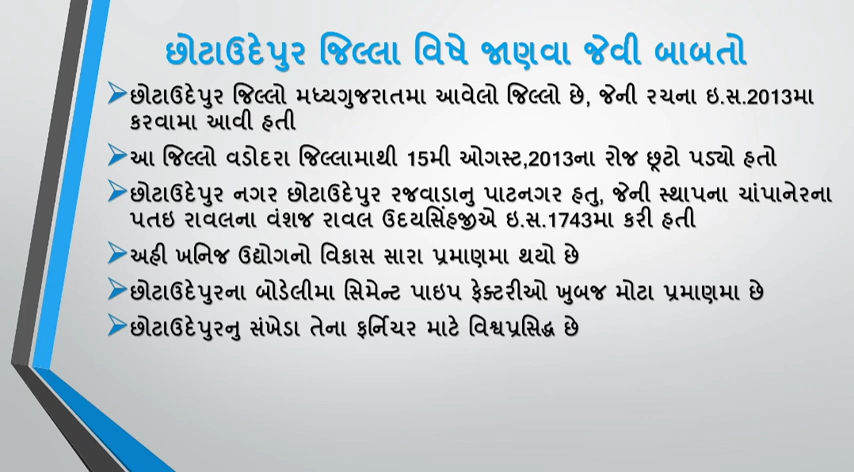 છોટાઉદેપુર જિલ્લા વિષે જાણવા જેવી બાબતો
છોટાઉદેપુર જિલ્લો મધ્યગુજરાતમા આવેલો જિલ્લો છે, જેની રચના ઇ.સ.2013મા
કરવામા આવી હતી
આ જિલ્લો વડોદરા જિલ્લામાથી 15મી ઓગસ્ટ,2013ના રોજ છૂટો પડ્યો હતો
છોટાઉદેપુર નગર છોટાઉદેપુર રજવાડાનુ પાટનગર હતુ, જેની સ્થાપના ચાંપાનેરના
પતઇ રાવલના વંશજ રાવલ ઉદયસિંહજીએ ઇ.સ.1743મા કરી હતી
અહી ખનિજ ઉદ્યોગનો વિકાસ સારા પ્રમાણમા થયો છે
છોટાઉદેપુરના બોડેલીમા સિમેન્ટ પાઇપ ફેક્ટરીઓ ખુબજ મોટા પ્રમાણમા છે
છોટાઉદેપુરનુ સંખેડા તેના ફર્નિચર માટે વિશ્વપ્રસિદ્ધ છે